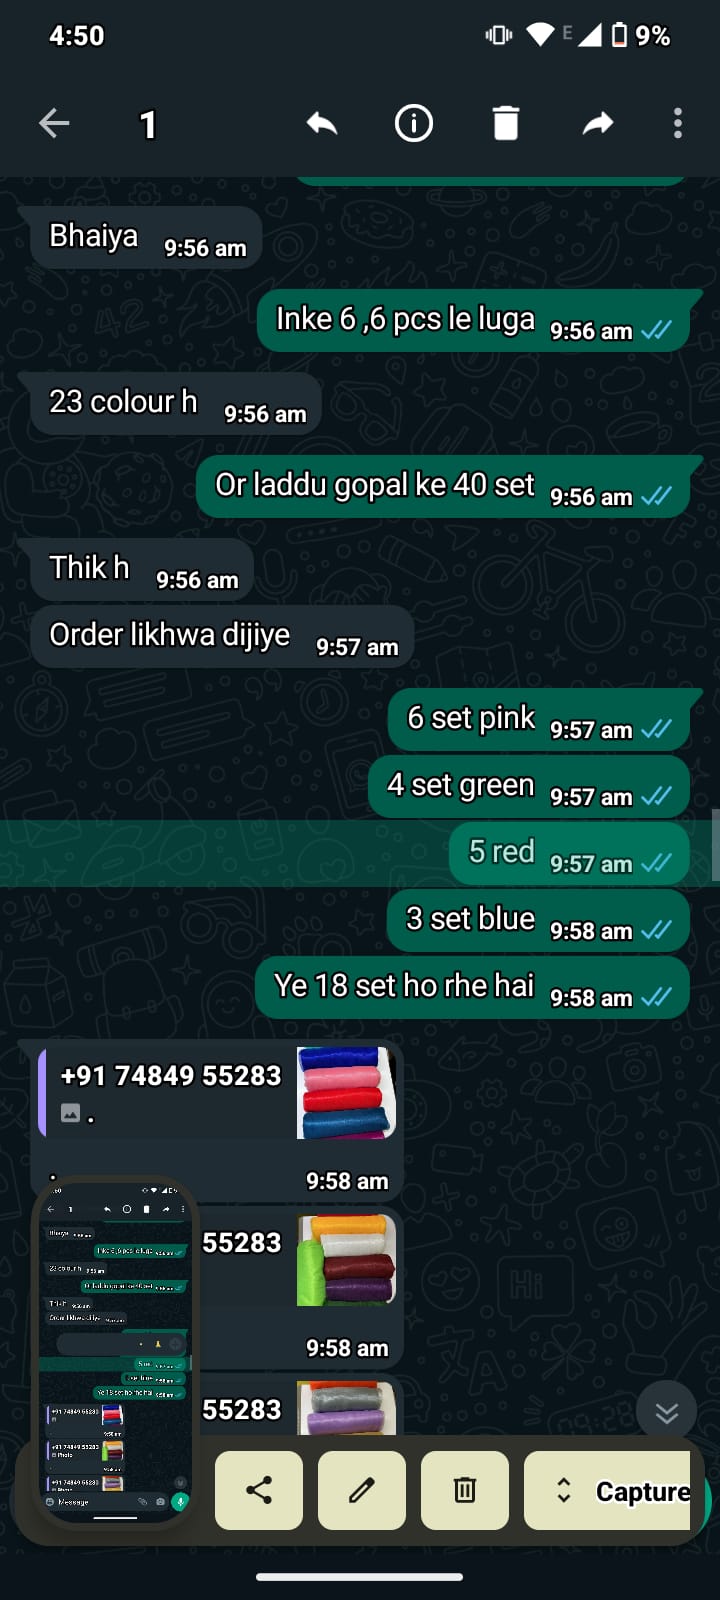 4:50
E
9%
1
Bhaiya 9:56 am
Inke 6 ,6 pcs le luga 9:56 am
23 colour h 9:56 am
Or laddu gopal ke 40 set 9:56 am
Thik h 9:56 am
Order likhwa dijiye 9:57 am
6 set pink 9:57 am
4 set green 9:57 am
5 red 9:57 am
3 set blue 9:58 am
Ye 18 set ho rhe hai 9:58 am
+91 74849 55283
.
. 9:58 am
55283
9:58 am
55283
Capture